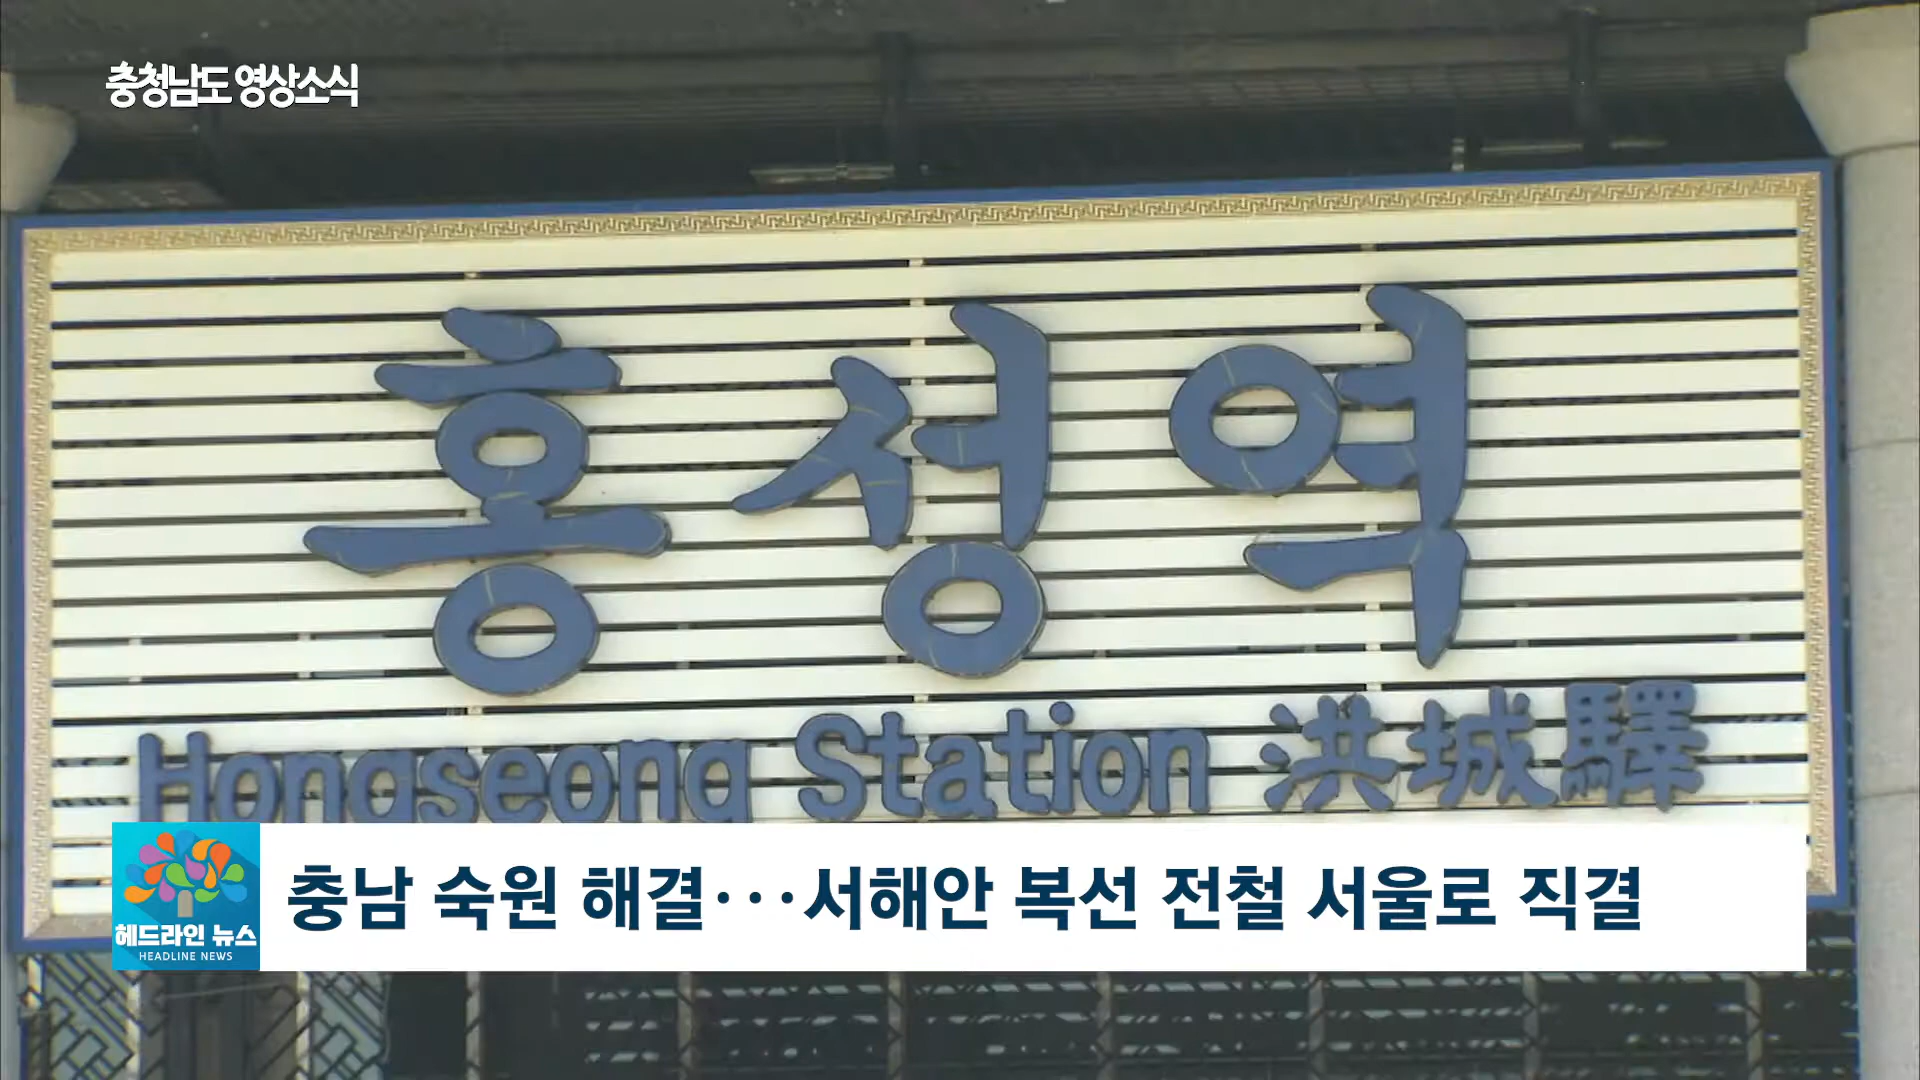 충청남도 영상소식
홍성역
Hongseong Station 洪城驛
헤드라인 뉴스
HEADLINE NEWS
충남 숙원 해결···서해안 복선 전철 서울로 직결